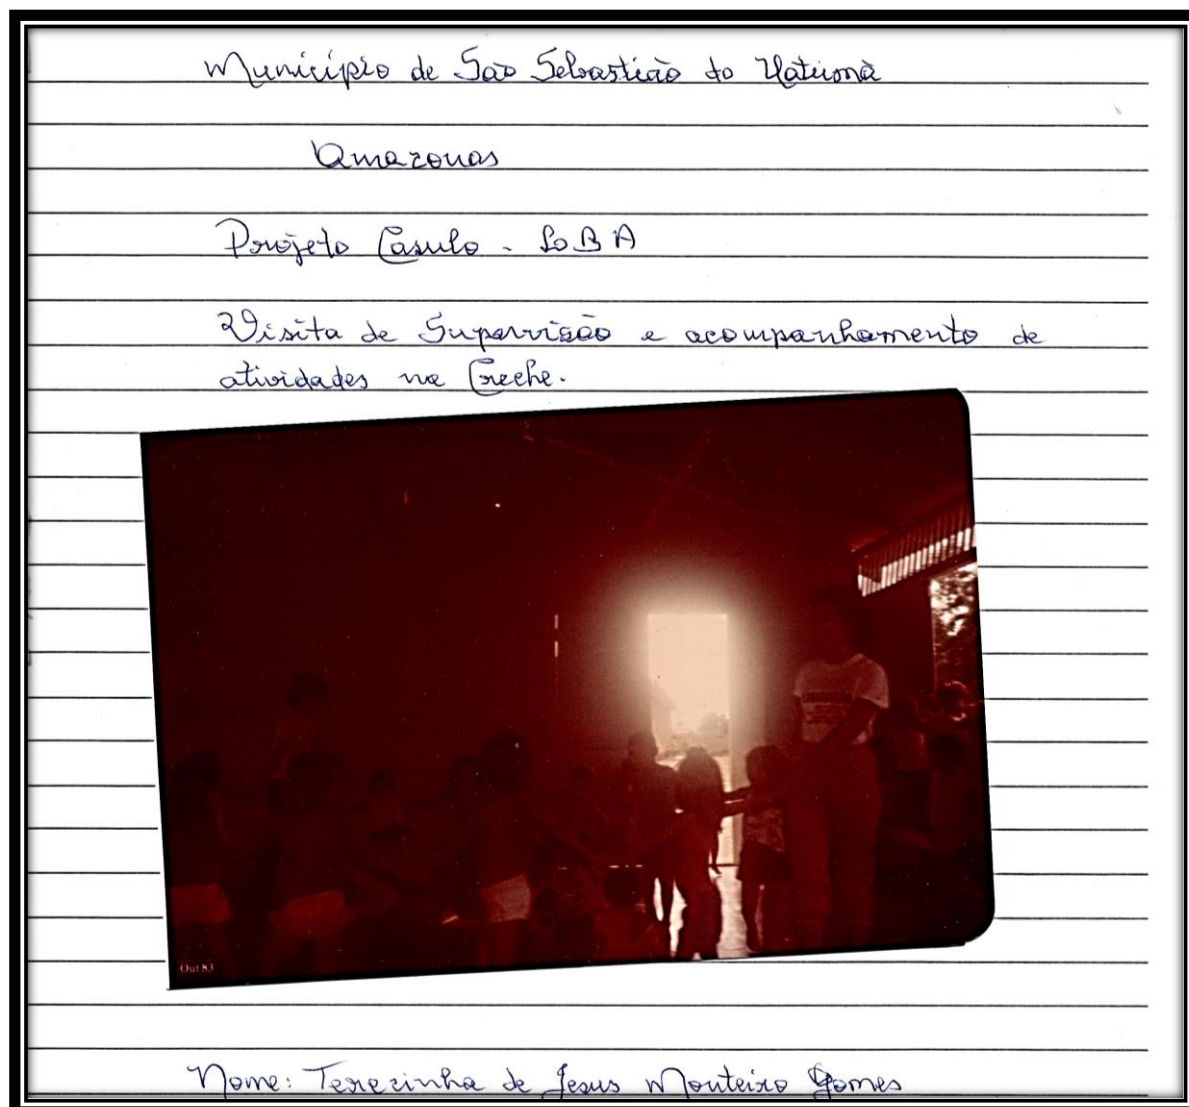 Município de São Sebastião do Uatumã
Amazonas
Projeto Casulo - LBA
Visita de Supervisão e acompanhamento de
atividades na Creche.
Out 83
Nome: Terezinha de Jesus Monteiro Gomes